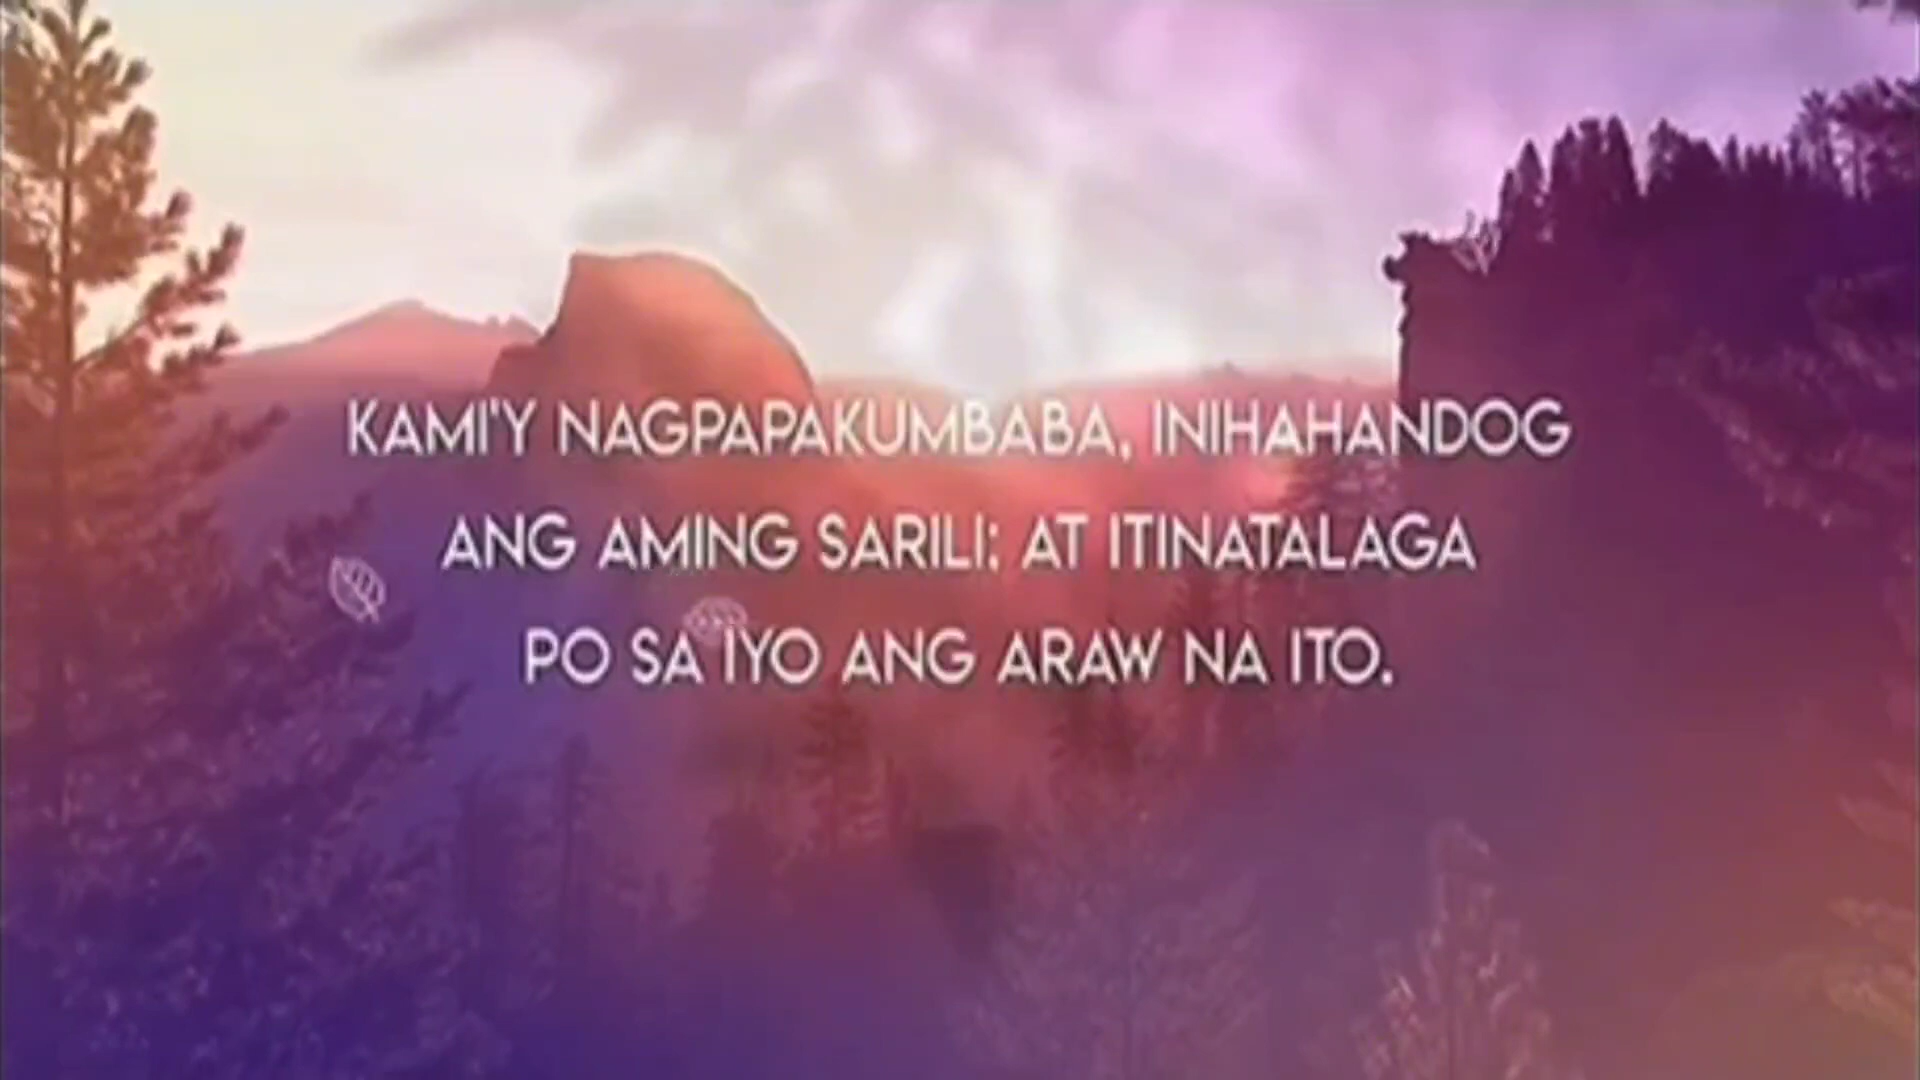 KAMI'Y NAGPAPAKUMBABA, INIHAHANDOG
ANG AMING SARILI; AT ITINATALAGA
PO SA IYO ANG ARAW NA ITO.